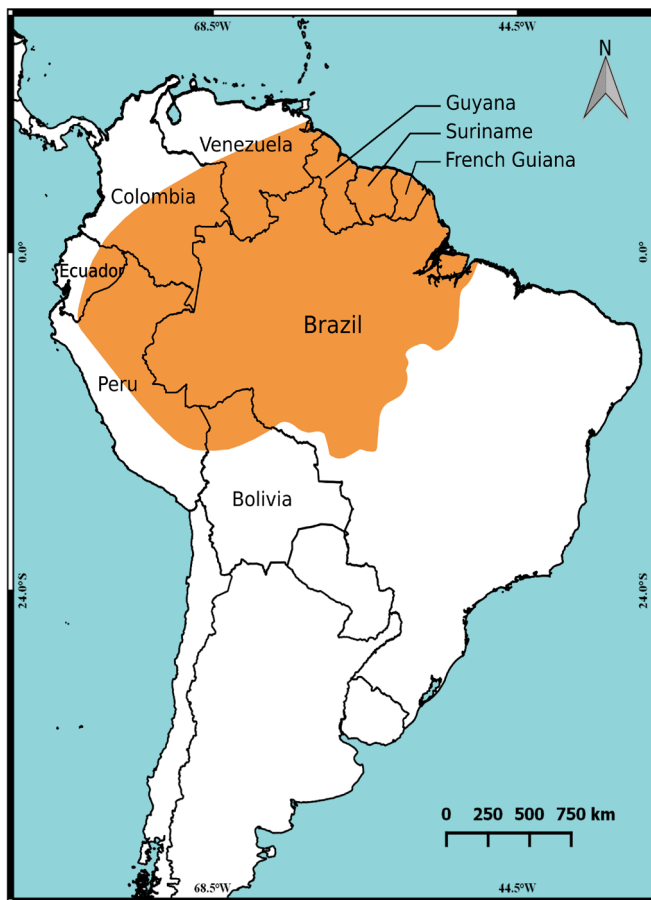 68.5°W 44.5°W
N
Guyana
Suriname
French Guiana
Venezuela
Colombia
0.0° 0.0°
Ecuador
Brazil
Peru
Bolivia
24.0°S 24.0°S
0 250 500 750 km
68.5°W 44.5°W